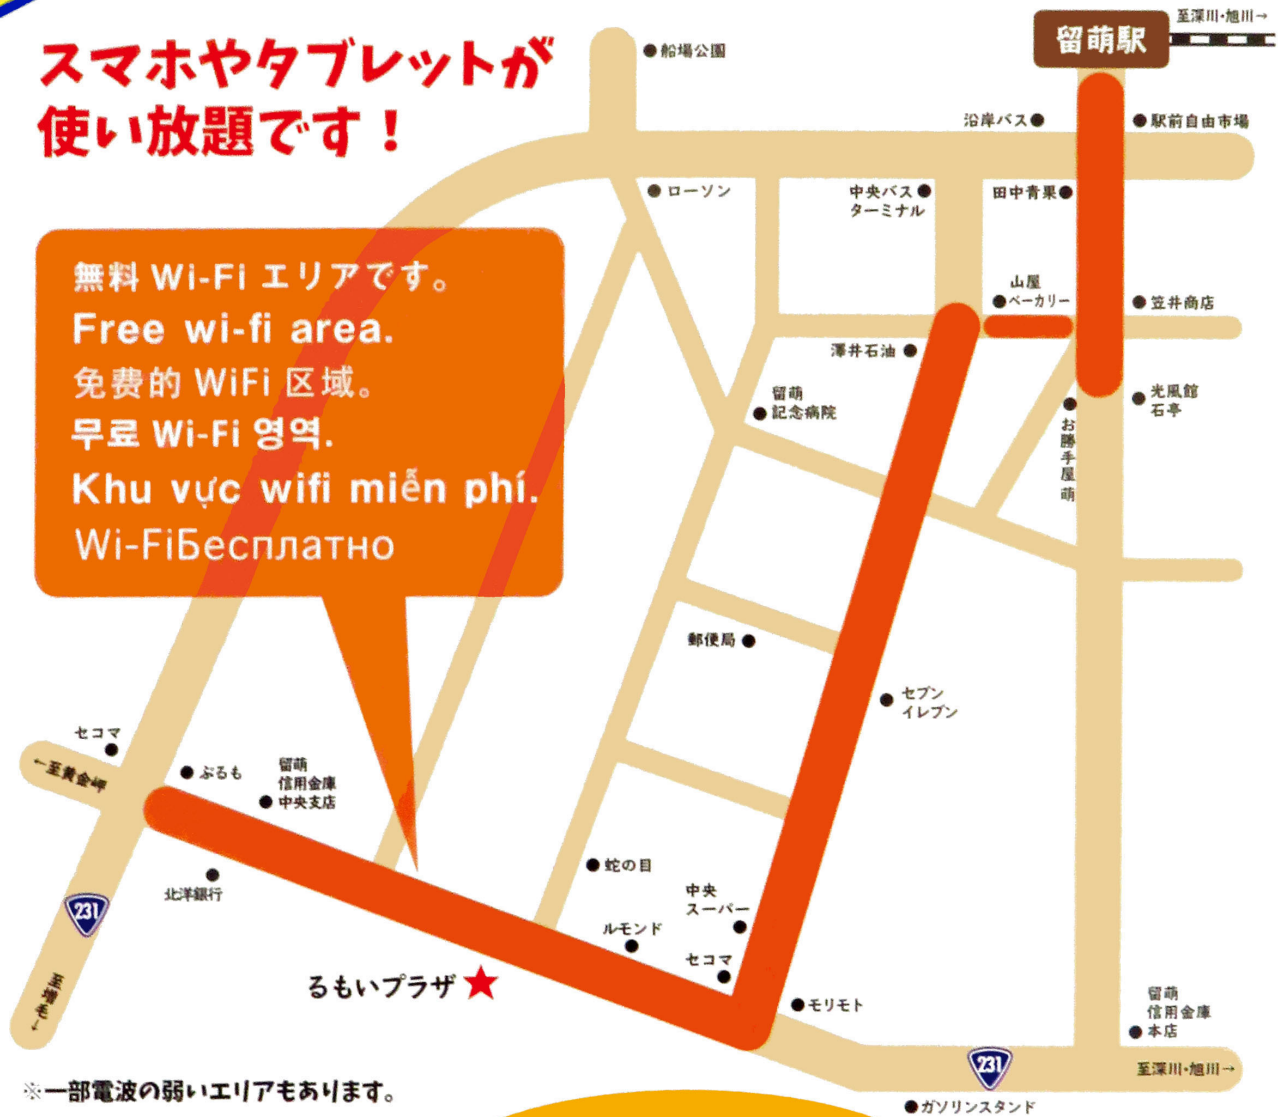 スマホやタブレットが
使い放題です！
無料 Wi-Fi エリアです。
Free wi-fi area.
免费的 WiFi 区域。
무료 Wi-Fi 영역.
Khu vực wifi miễn phí.
Wi-FiБесплатно
船場公園
留萌駅
至深川・旭川→
沿岸バス
駅前自由市場
ローソン
中央バス
ターミナル
田中青果
山屋
ベーカリー
笠井商店
澤井石油
留萌
記念病院
光風館
石亭
お勝手屋 萌
郵便局
セブン
イレブン
セコマ
←至黄金岬
ぷるも
留萌
信用金庫
中央支店
北洋銀行
231
至増毛→
蛇の目
中央
スーパー
ルモンド
セコマ
るもいプラザ
モリモト
留萌
信用金庫
本店
231
至深川・旭川→
ガソリンスタンド
※一部電波の弱いエリアもあります。